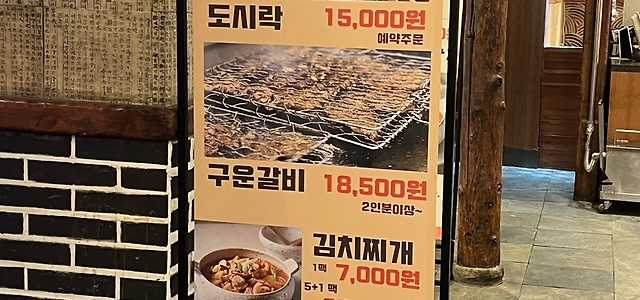 도시락 15,000원
예약주문
구운갈비 18,500원
2인분이상~
김치찌개
1팩 7,000원
5+1 팩